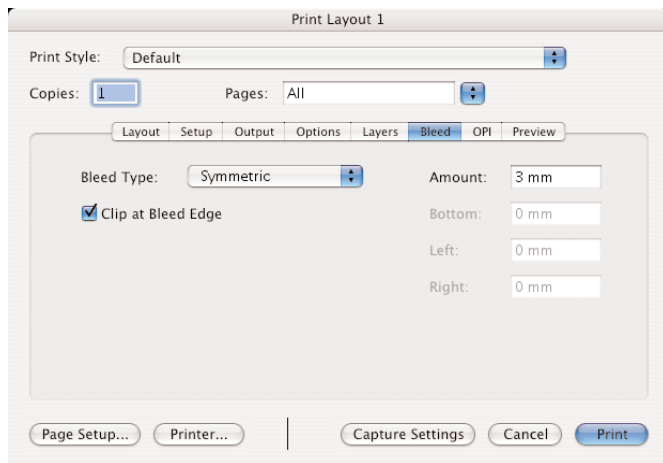 Print Layout 1
Print Style: Default
Copies: 1 Pages: All
Layout Setup Output Options Layers Bleed OPI Preview
Bleed Type: Symmetric Amount: 3 mm
Clip at Bleed Edge Bottom: 0 mm
Left: 0 mm
Right: 0 mm
Page Setup... Printer... Capture Settings Cancel Print